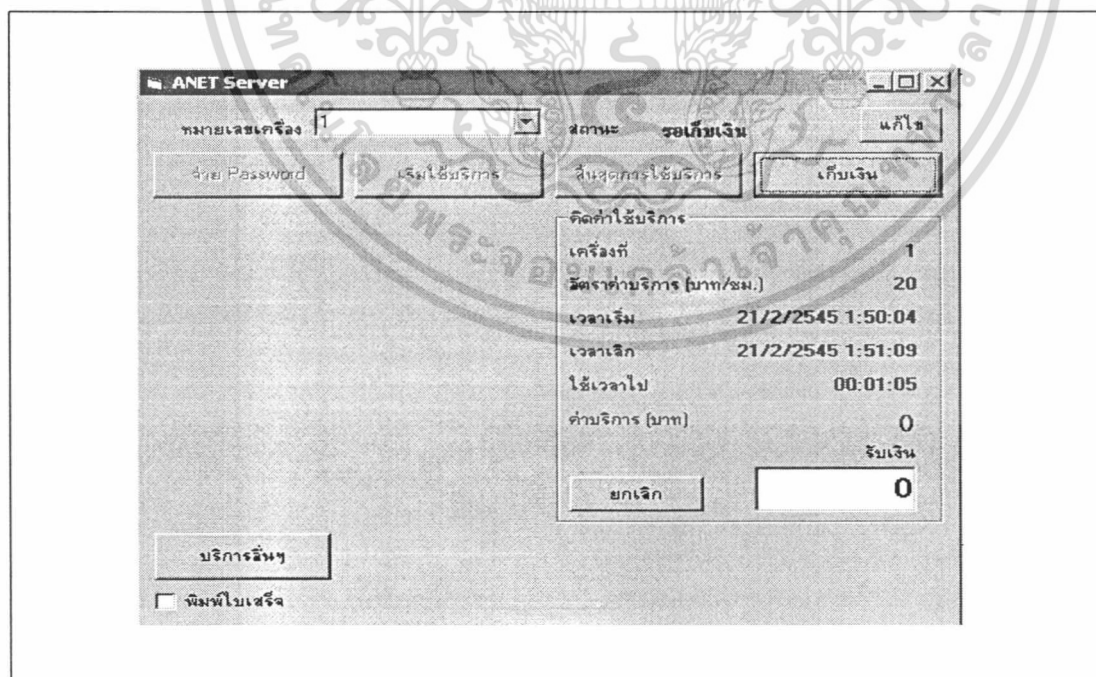 ANET Server
หมายเลขเครื่อง 1 สถานะ รอเก็บเงิน แก้ไข
จ่าย Password เริ่มใช้บริการ สิ้นสุดการใช้บริการ เก็บเงิน
คิดค่าใช้บริการ
เครื่องที่ 1
อัตราค่าบริการ (บาท/ชม.) 20
เวลาเริ่ม 21/2/2545 1:50:04
เวลาเลิก 21/2/2545 1:51:09
ใช้เวลาไป 00:01:05
ค่าบริการ (บาท) 0
รับเงิน
ยกเลิก 0
บริการอื่นๆ
พิมพ์ใบเสร็จ